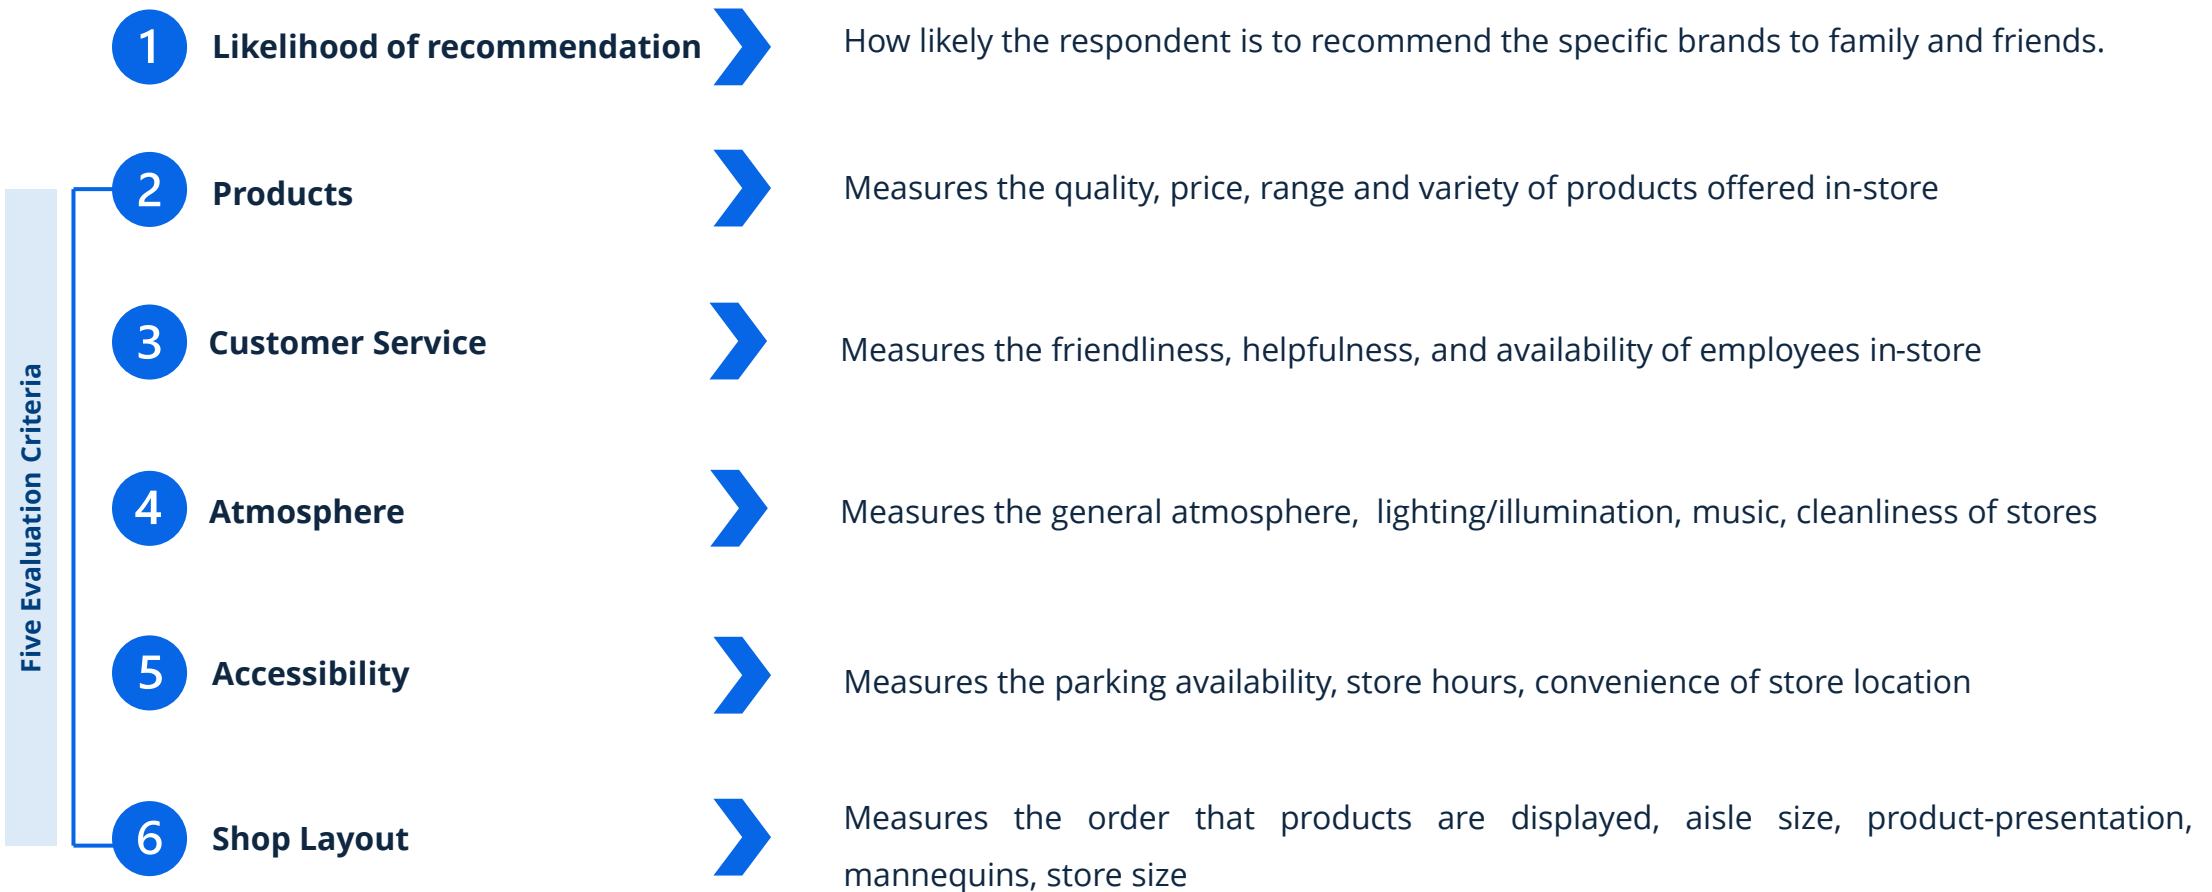 1 Likelihood of recommendation How likely the respondent is to recommend the specific brands to family and friends.
2 Products Measures the quality, price, range and variety of products offered in-store
3 Customer Service Measures the friendliness, helpfulness, and availability of employees in-store
4 Atmosphere Measures the general atmosphere, lighting/illumination, music, cleanliness of stores
5 Accessibility Measures the parking availability, store hours, convenience of store location
6 Shop Layout Measures the order that products are displayed, aisle size, product-presentation,
mannequins, store size
Five Evaluation Criteria